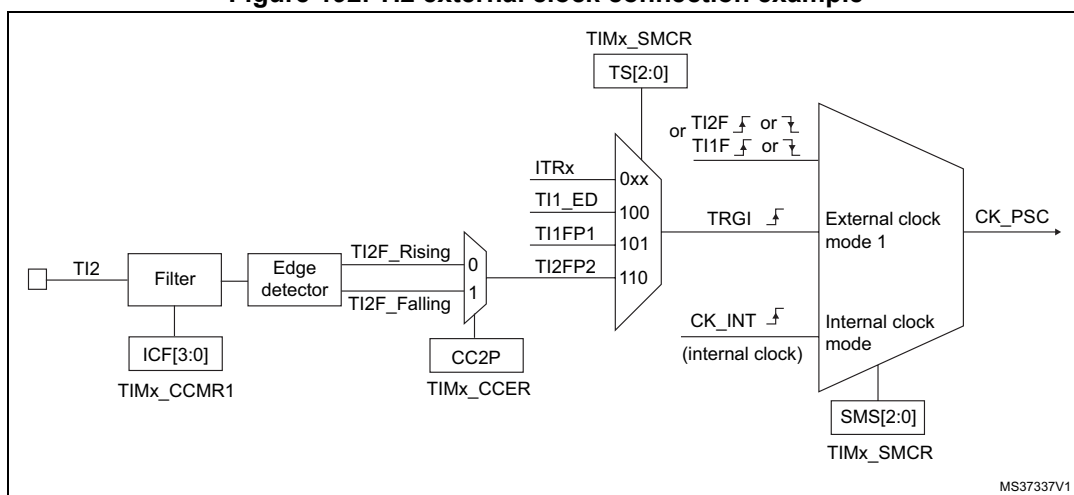 Figure TI2 external clock connection example
TIMx_SMCR
TS[2:0]
or TI2F or
TI1F or
ITRx
0xx
TI1_ED
100
TRGI
External clock
mode 1
CK_PSC
TI1FP1
101
TI2FP2
110
TI2
Filter
Edge
detector
TI2F_Rising
0
TI2F_Falling
1
CK_INT
(internal clock)
Internal clock
mode
ICF[3:0]
TIMx_CCMR1
CC2P
TIMx_CCER
SMS[2:0]
TIMx_SMCR
MS37337V1